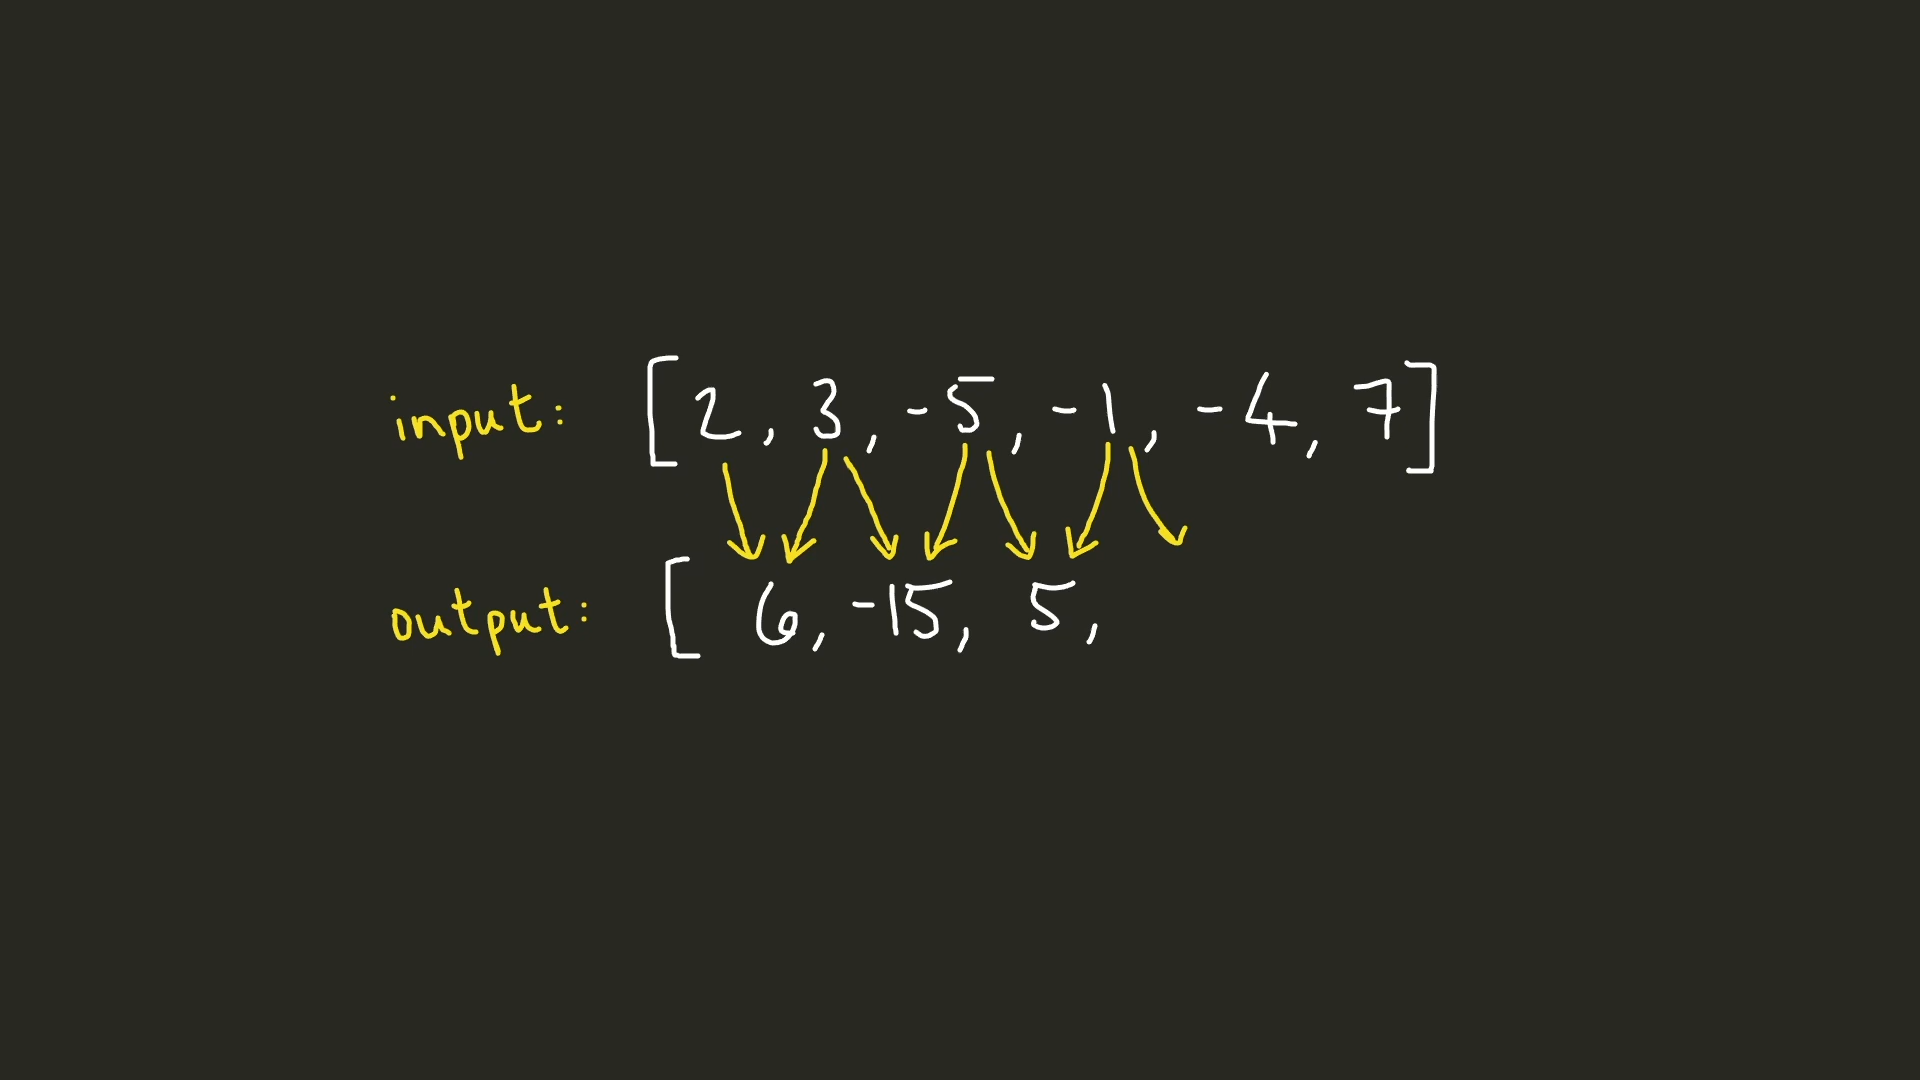 input: [2, 3, -5, -1, -4, 7]
output: [ 6, -15, 5,